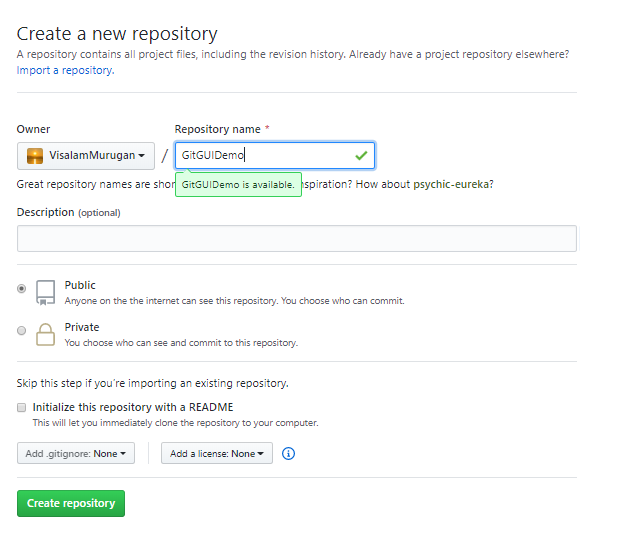 Create a new repository
A repository contains all project files, including the revision history. Already have a project repository elsewhere?
Import a repository.
Owner
Repository name *
VisalamMurugan / GitGUIDemo
Great repository names are shor
GitGUIDemo is available.
spiration? How about psychic-eureka?
Description (optional)
Public
Anyone on the the internet can see this repository. You choose who can commit.
Private
You choose who can see and commit to this repository.
Skip this step if you're importing an existing repository.
Initialize this repository with a README
This will let you immediately clone the repository to your computer.
Add .gitignore: None
Add a license: None
Create repository